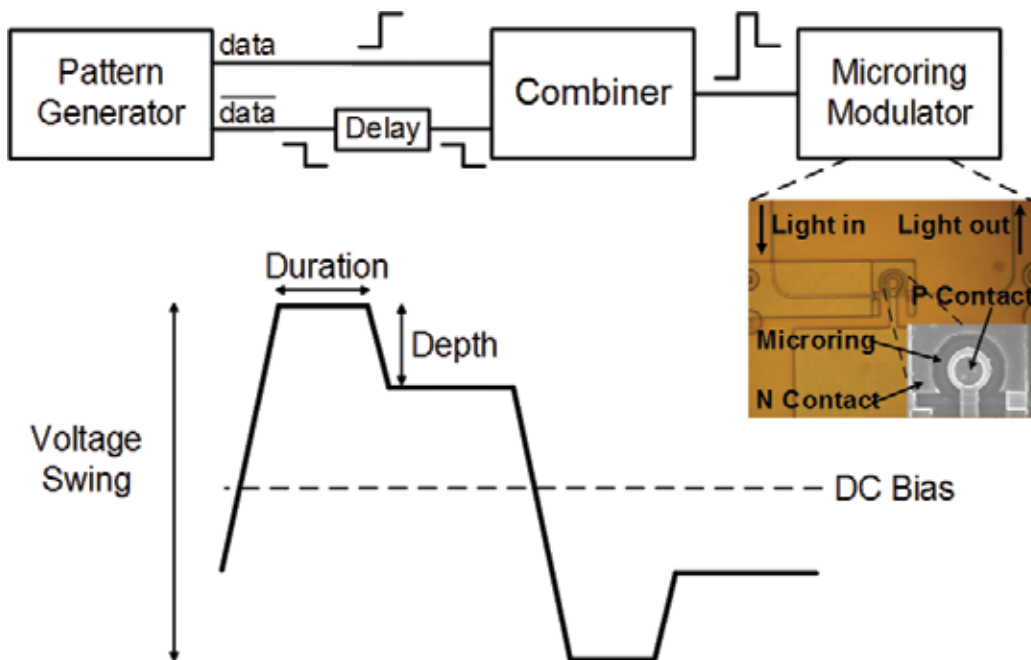 Pattern
Generator
data
data
Delay
Combiner
Microring
Modulator
Light in
Light out
P Contact
Microring
N Contact
Duration
Depth
Voltage
Swing
DC Bias